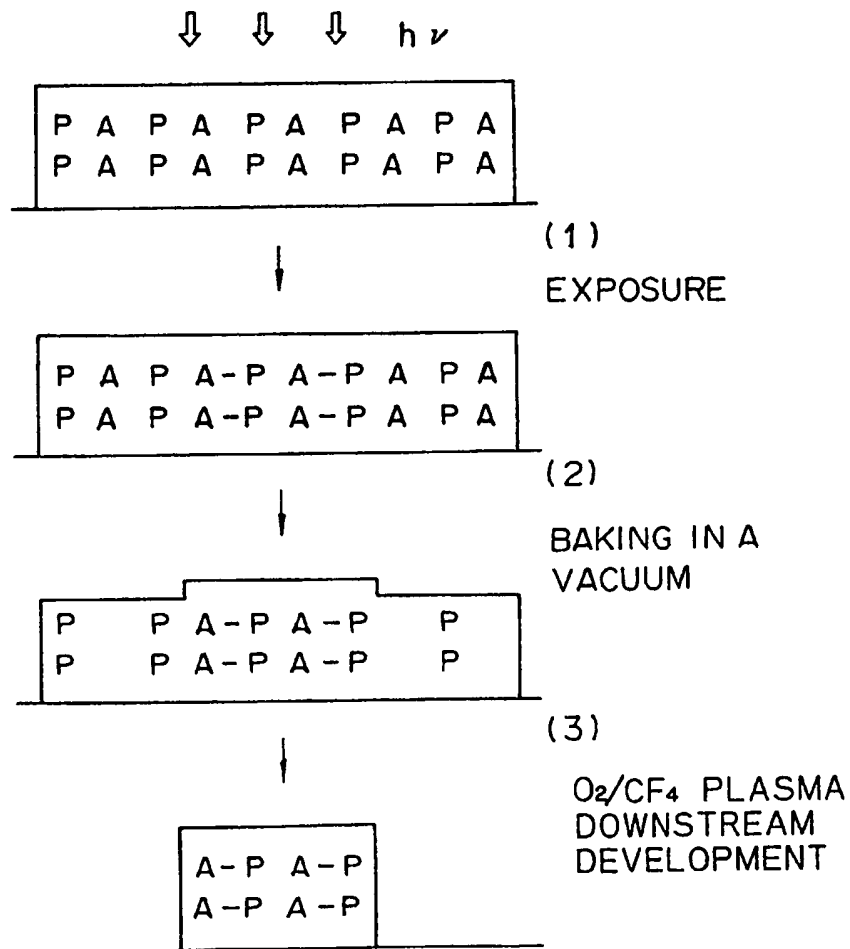 hν
P A P A P A P A P A
P A P A P A P A P A
(1)
EXPOSURE
P A P A-P A-P A P A
P A P A-P A-P A P A
(2)
BAKING IN A
VACUUM
P P A-P A-P P
P P A-P A-P P
(3)
O₂/CF₄ PLASMA
DOWNSTREAM
DEVELOPMENT
A-P A-P
A-P A-P